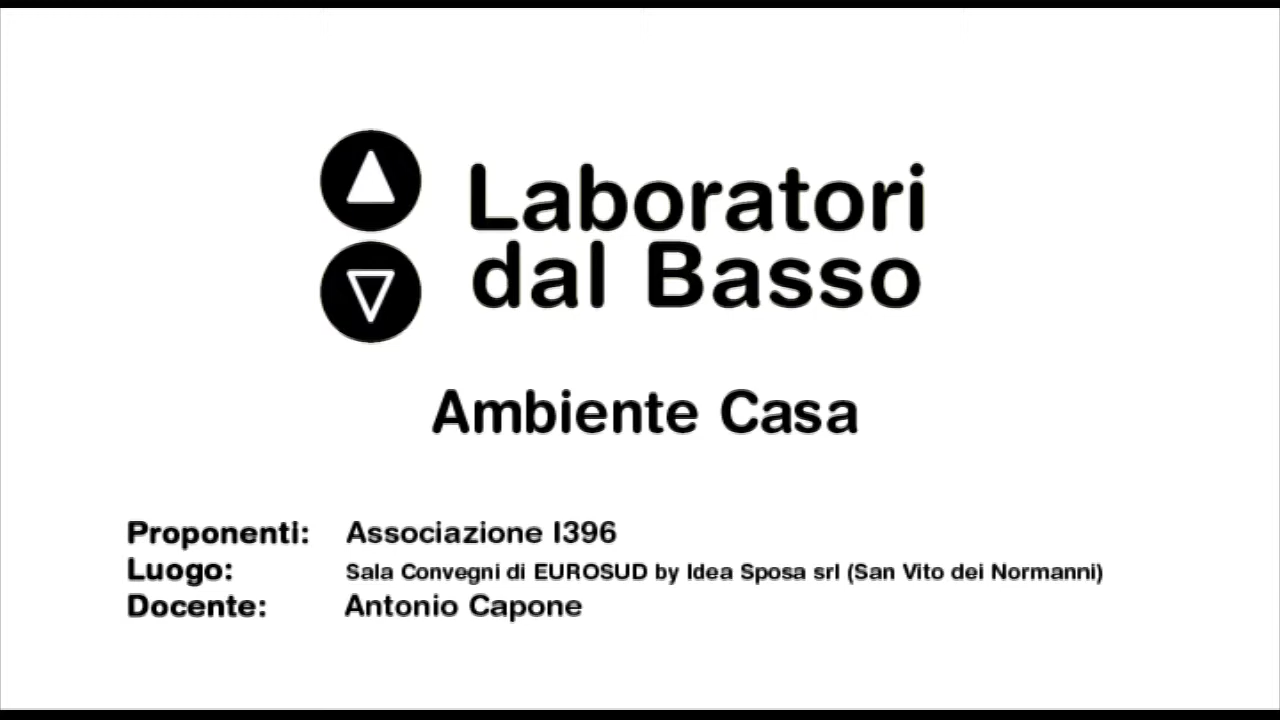 Laboratori
dal Basso
Ambiente Casa
Proponenti: Associazione I396
Luogo: Sala Convegni di EUROSUD by Idea Sposa srl (San Vito dei Normanni)
Docente: Antonio Capone